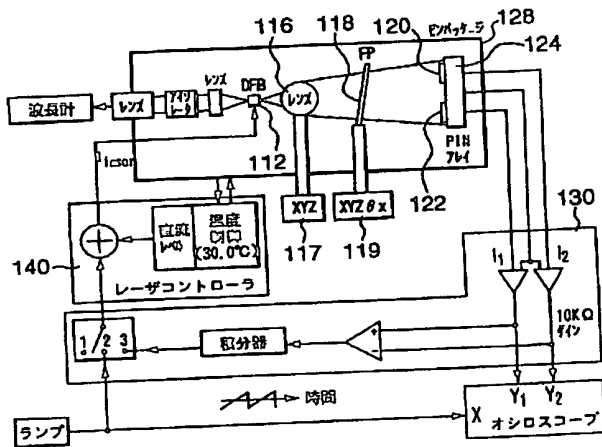 116
118
FP
120
ピンパッケージ
128
124
レンズ
DFB
波長計
レンズ
アイソレータ
レンズ
112
PIN
アレイ
122
XYZ
117
XYZθx
119
130
140
直流
レベル
温度
(30.0℃)
レーザコントローラ
I1
I2
10KΩ
ゲイン
1
2
3
積分器
+
-
時間
Y1
Y2
X
オシロスコープ
ランプ